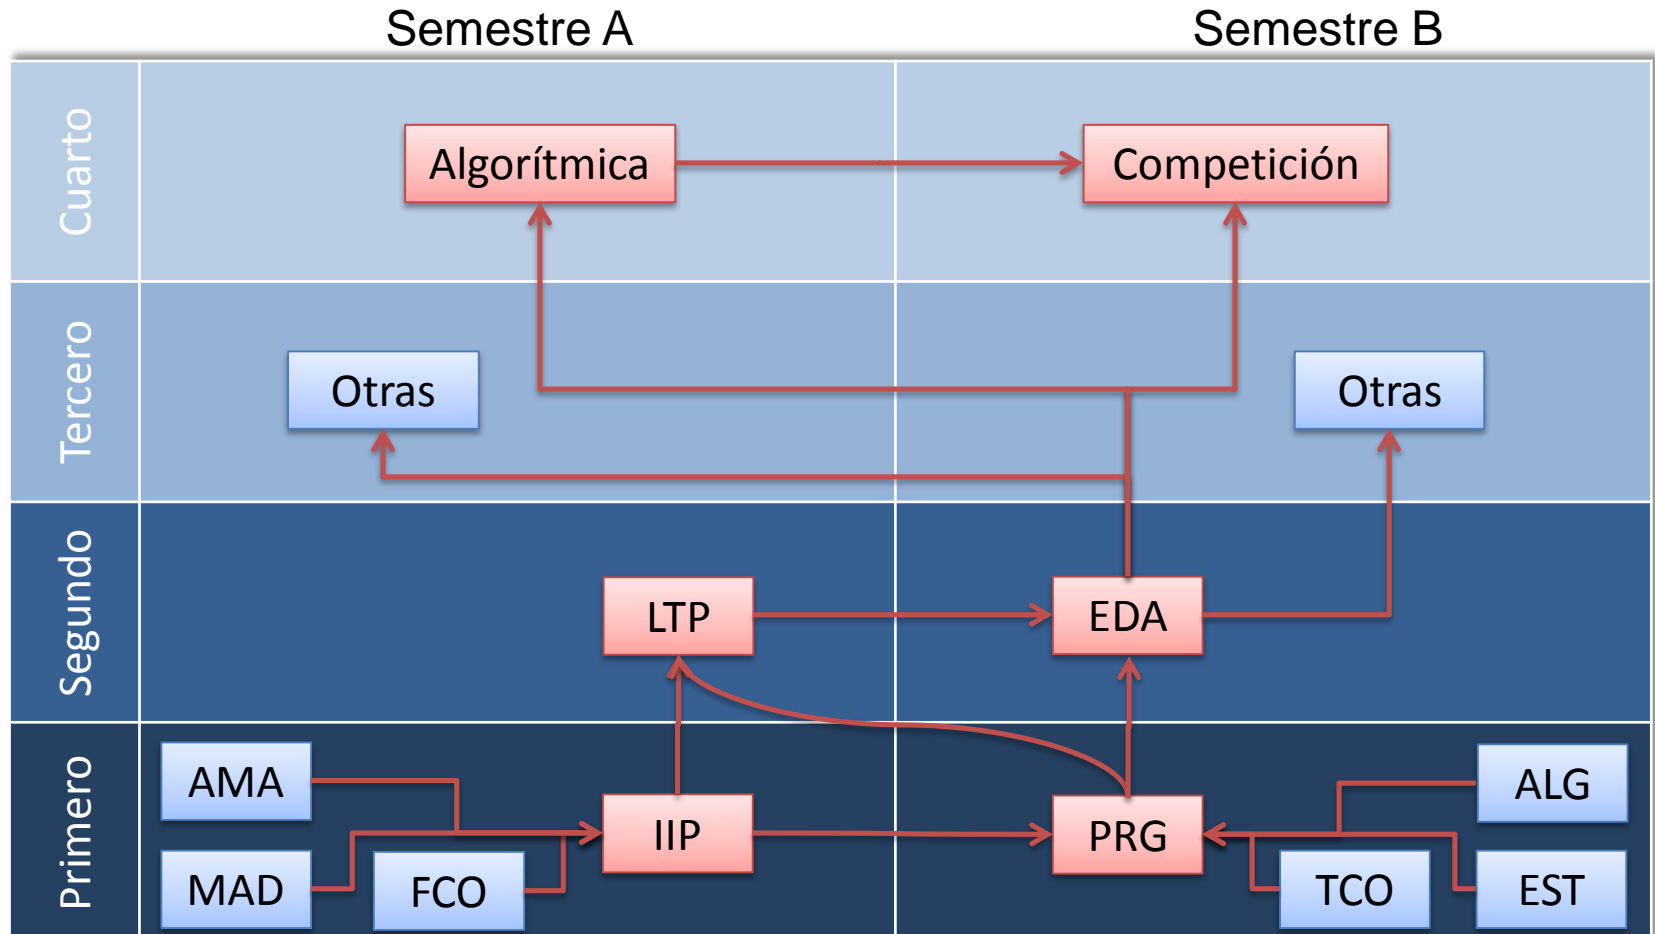 Semestre A
Semestre B
Cuarto
Algorítmica
Competición
Tercero
Otras
Otras
Segundo
LTP
EDA
Primero
AMA
IIP
PRG
ALG
MAD
FCO
TCO
EST